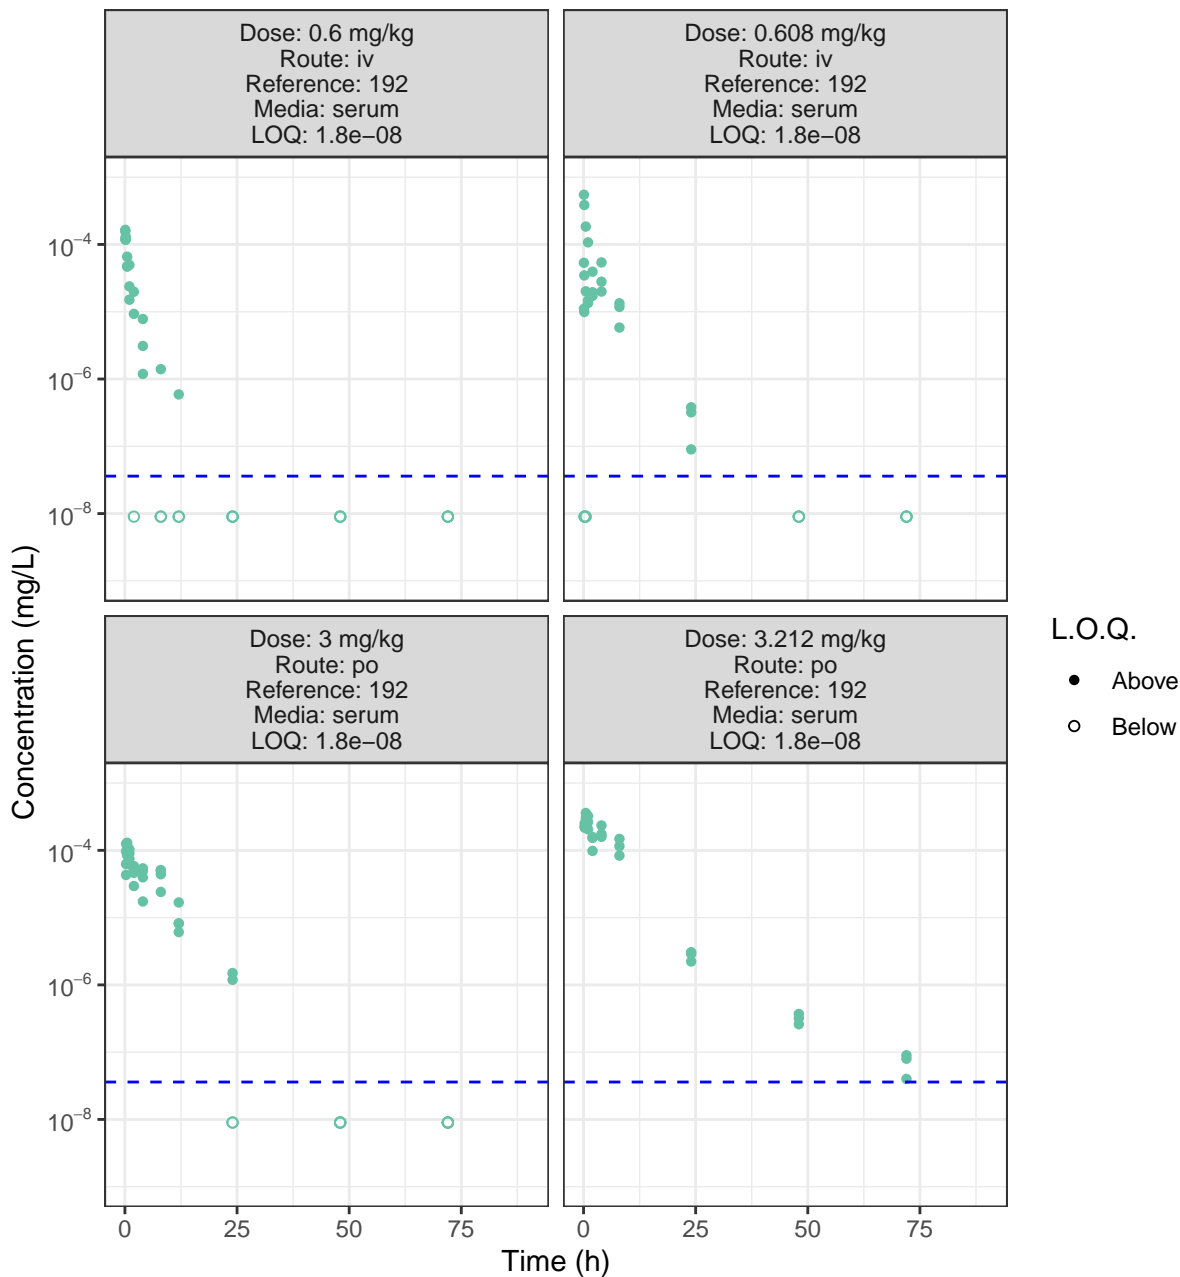 Dose: 0.6 mg/kg
Route: iv
Reference: 192
Media: serum
LOQ: 1.8e−08
Dose: 0.608 mg/kg
Route: iv
Reference: 192
Media: serum
LOQ: 1.8e−08
10⁻⁴
10⁻⁶
10⁻⁸
Dose: 3 mg/kg
Route: po
Reference: 192
Media: serum
LOQ: 1.8e−08
Dose: 3.212 mg/kg
Route: po
Reference: 192
Media: serum
LOQ: 1.8e−08
10⁻⁴
10⁻⁶
10⁻⁸
0 25 50 75
0 25 50 75
Time (h)
Concentration (mg/L)
L.O.Q.
Above
Below